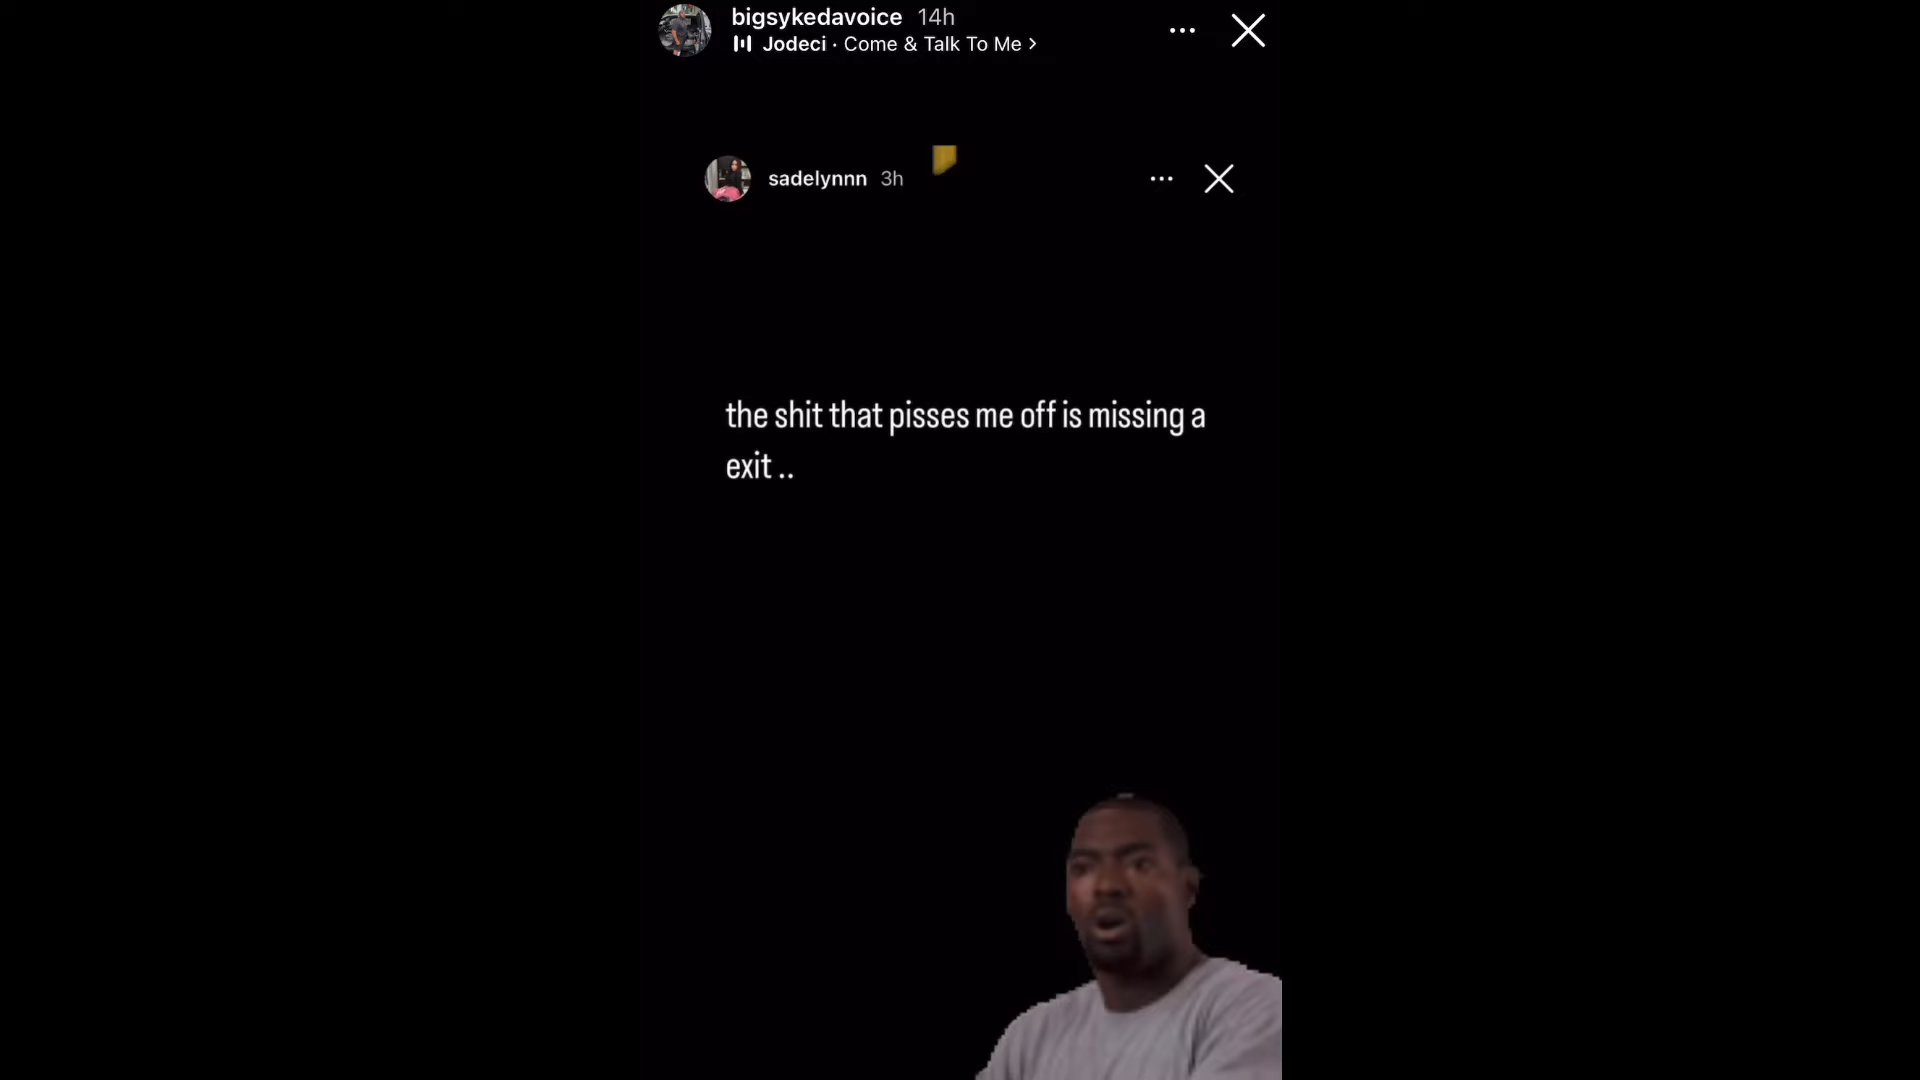 bigsykedavoice 14h
Jodeci · Come & Talk To Me >
sadelynnn 3h
the shit that pisses me off is missing a
exit ..